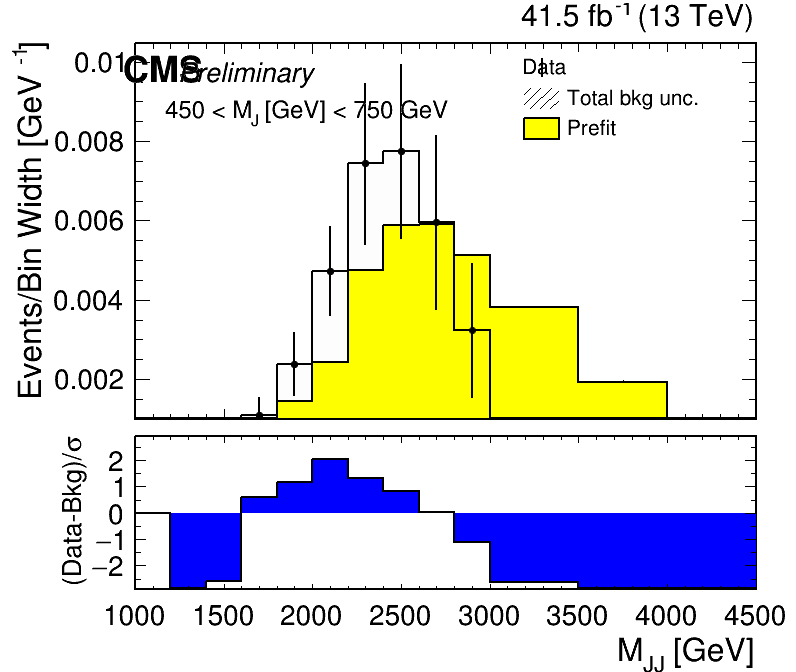 41.5 fb⁻¹ (13 TeV)
CMS Preliminary
450 < M_J [GeV] < 750 GeV
Data
Total bkg unc.
Prefit
Events/Bin Width [GeV⁻¹]
0.01
0.008
0.006
0.004
0.002
(Data-Bkg)/σ
2
1
0
−1
−2
1000 1500 2000 2500 3000 3500 4000 4500
M_JJ [GeV]